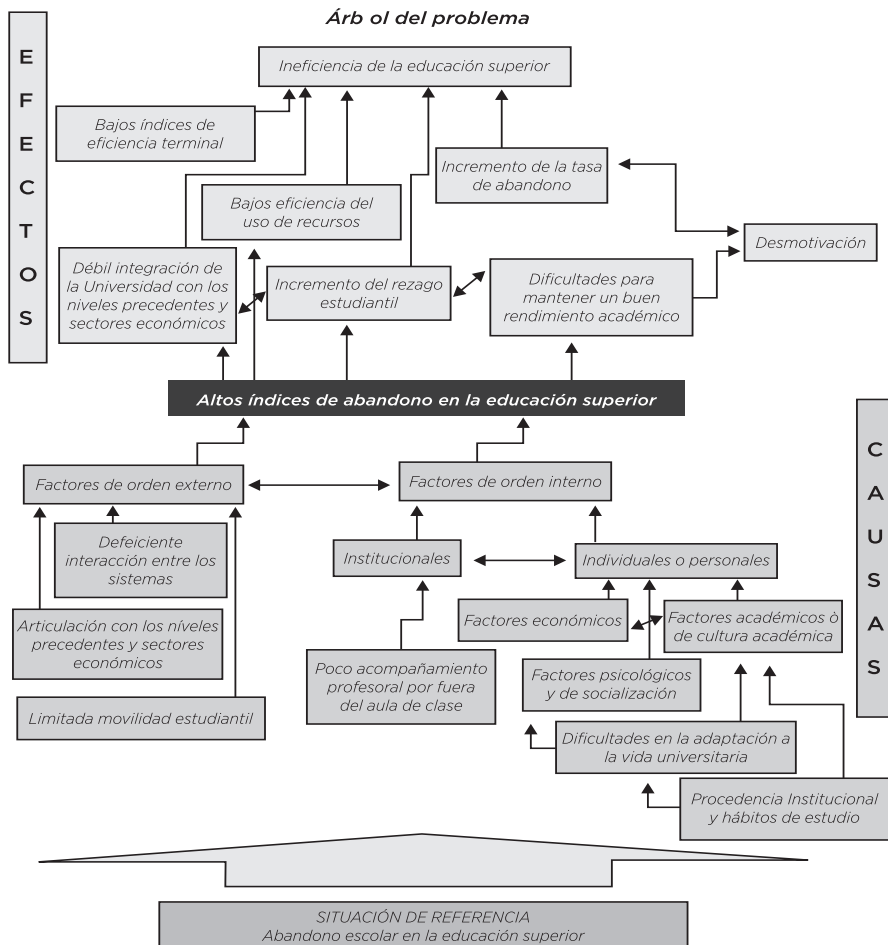 Árb ol del problema
EFECTOS
Ineficiencia de la educación superior
Bajos índices de
eficiencia terminal
Incremento de la tasa
de abandono
Bajos eficiencia del
uso de recursos
Desmotivación
Débil integración de
la Universidad con los
niveles precedentes y
sectores económicos
Incremento del rezago
estudiantil
Dificultades para
mantener un buen
rendimiento académico
Altos índices de abandono en la educación superior
CAUSAS
Factores de orden externo
Factores de orden interno
Defeiciente
interacción entre los
sistemas
Institucionales
Individuales o personales
Articulación con los níveles
precedentes y sectores
económicos
Factores económicos
Factores académicos ò
de cultura académica
Poco acompañamiento
profesoral por fuera
del aula de clase
Factores psicológicos
y de socialización
Limitada movilidad estudiantil
Dificultades en la adaptación a
la vida universitaria
Procedencia Institucional
y hábitos de estudio
SITUACIÓN DE REFERENCIA
Abandono escolar en la educación superior